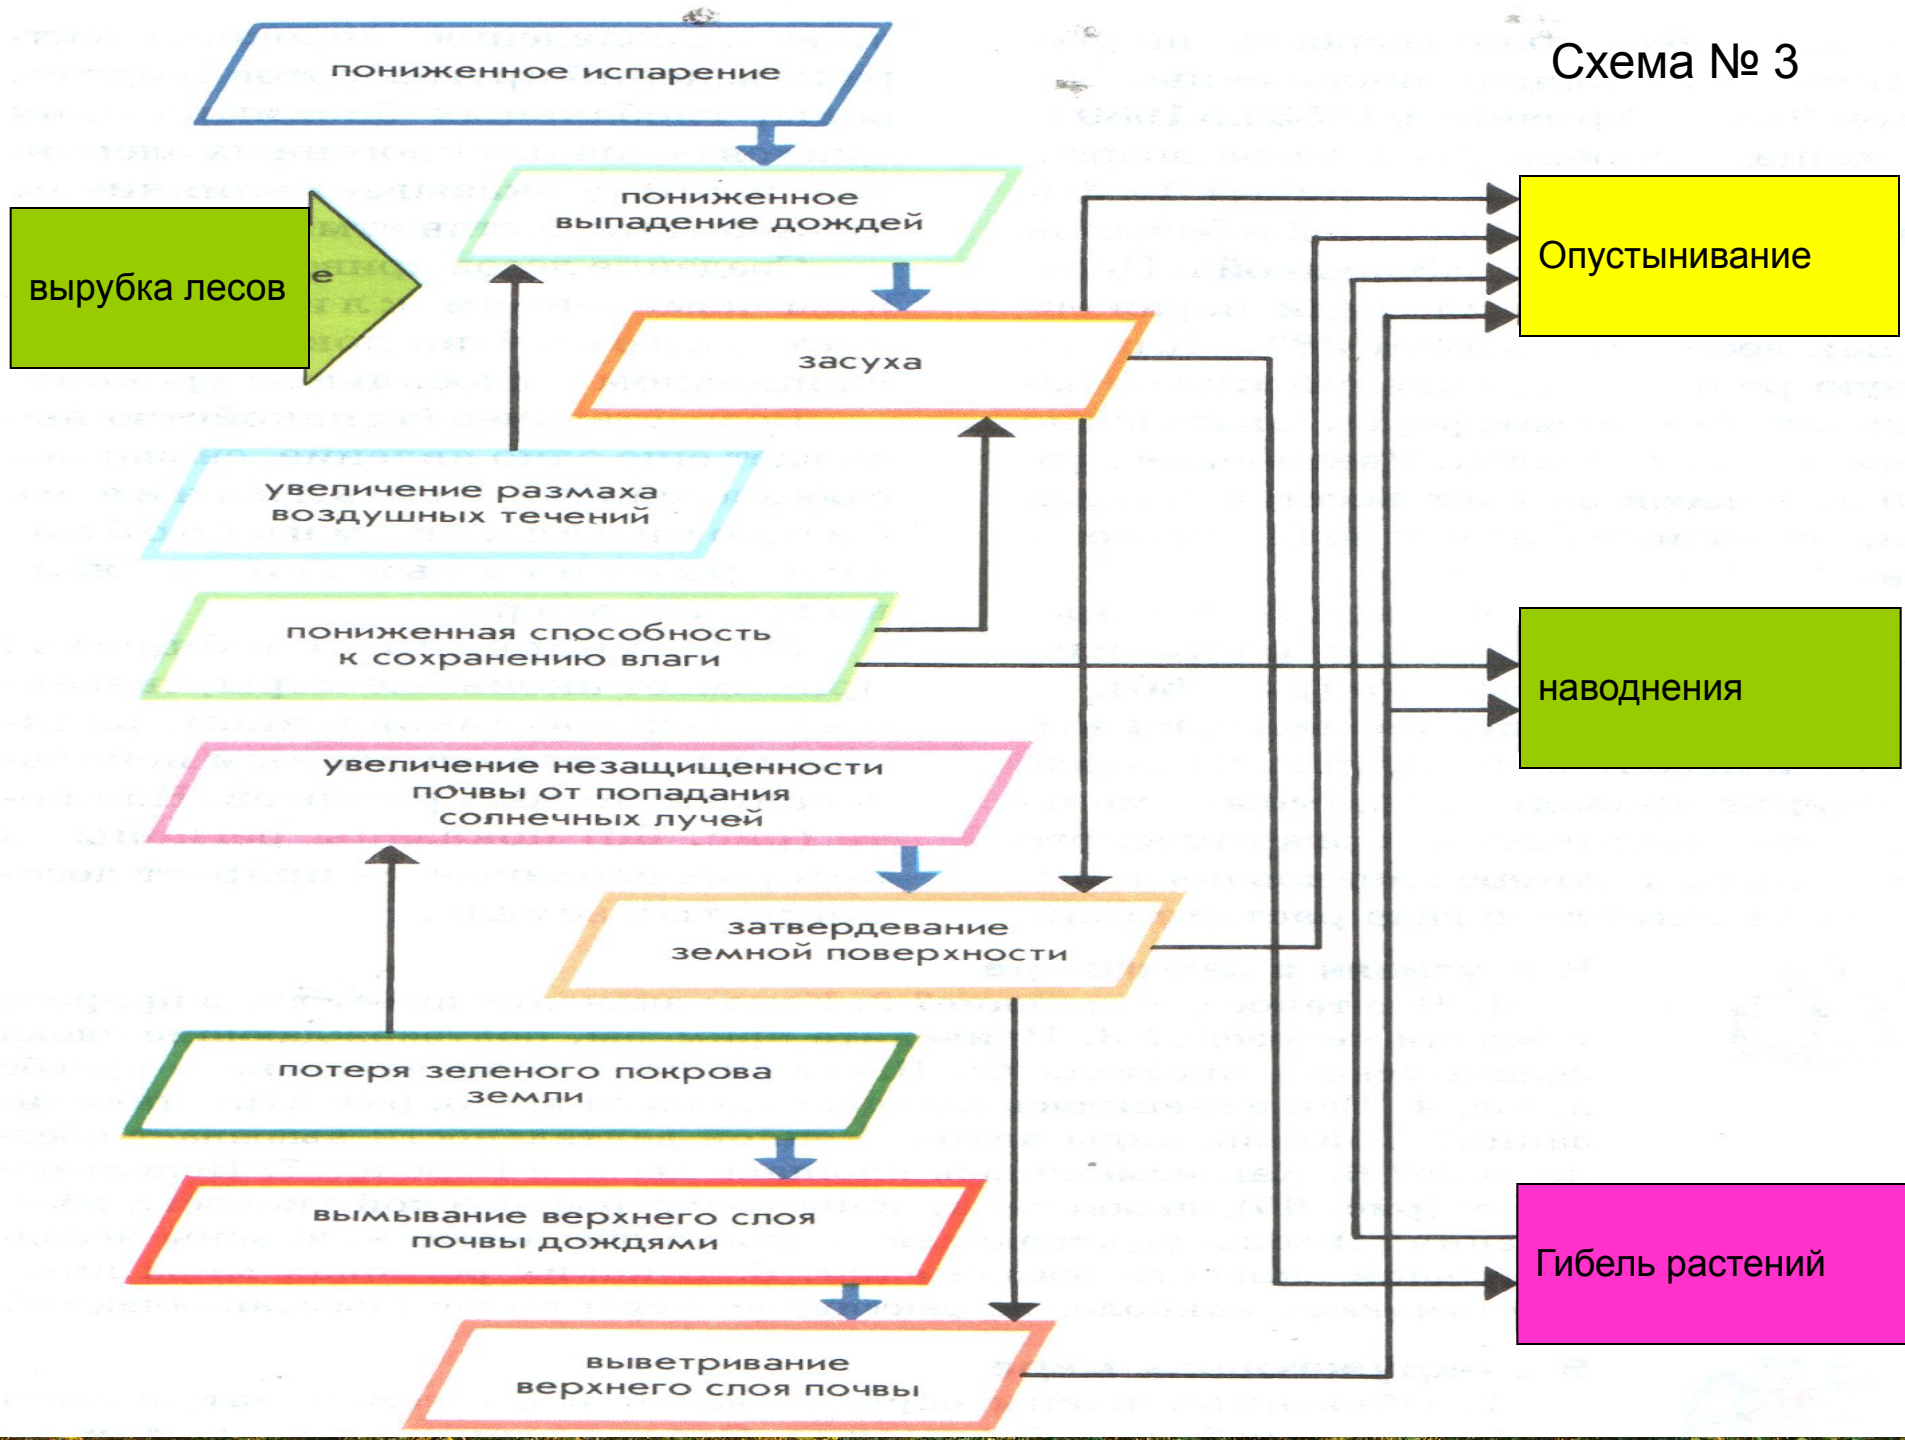 Схема № 3
пониженное испарение
пониженное
выпадение дождей
вырубка лесов
е
Опустынивание
засуха
увеличение размаха
воздушных течений
пониженная способность
к сохранению влаги
наводнения
увеличение незащищенности
почвы от попадания
солнечных лучей
затвердевание
земной поверхности
потеря зеленого покрова
земли
вымывание верхнего слоя
почвы дождями
Гибель растений
выветривание
верхнего слоя почвы